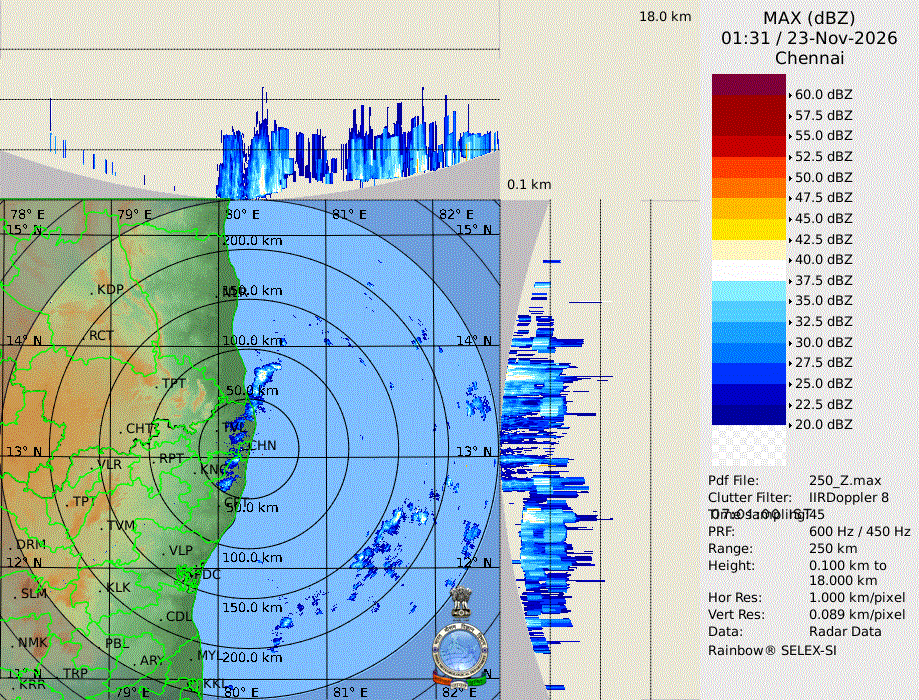 18.0 km
0.1 km
MAX (dBZ)
01:31 / 23-Nov-2026
Chennai
60.0 dBZ
57.5 dBZ
55.0 dBZ
52.5 dBZ
50.0 dBZ
47.5 dBZ
45.0 dBZ
42.5 dBZ
40.0 dBZ
37.5 dBZ
35.0 dBZ
32.5 dBZ
30.0 dBZ
27.5 dBZ
25.0 dBZ
22.5 dBZ
20.0 dBZ
Pdf File: 250_Z.max
Clutter Filter: IIRDoppler 8
Time sampling: 45
PRF: 600 Hz / 450 Hz
Range: 250 km
Height: 0.100 km to
18.000 km
Hor Res: 1.000 km/pixel
Vert Res: 0.089 km/pixel
Data: Radar Data
Rainbow® SELEX-SI
78° E 79° E 80° E 81° E 82° E
15° N 15° N
200.0 km
KDP
150.0 km
RCT
100.0 km
14° N 14° N
TPT
50.0 km
CHT
CHN
13° N 13° N
VLR
RPT
KNC
TPT
50.0 km
TVM
DRM
VLP
100.0 km
12° N 12° N
PDC
SLM
KLK
150.0 km
CDL
NMK
PBL
ARY
MYL
200.0 km
TRP
KRR
KKL
11° N 11° N
79° E 80° E 81° E 82° E